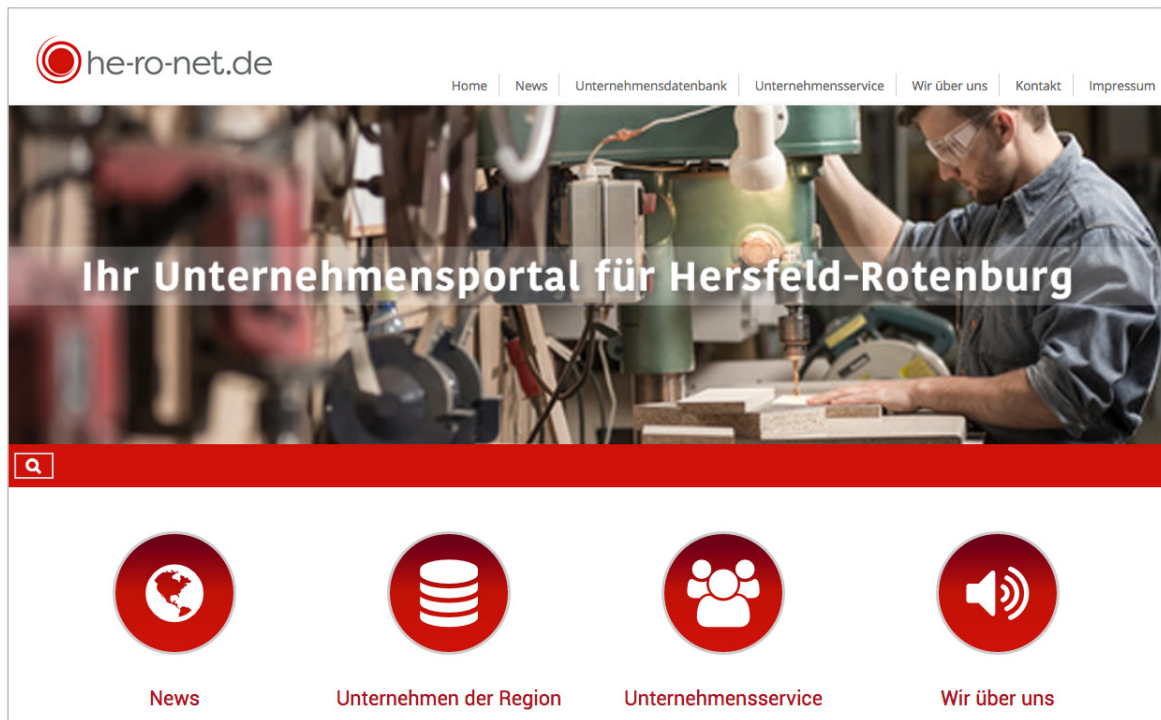 he-ro-net.de
Home News Unternehmensdatenbank Unternehmensservice Wir über uns Kontakt Impressum
Ihr Unternehmensportal für Hersfeld-Rotenburg
News Unternehmen der Region Unternehmensservice Wir über uns